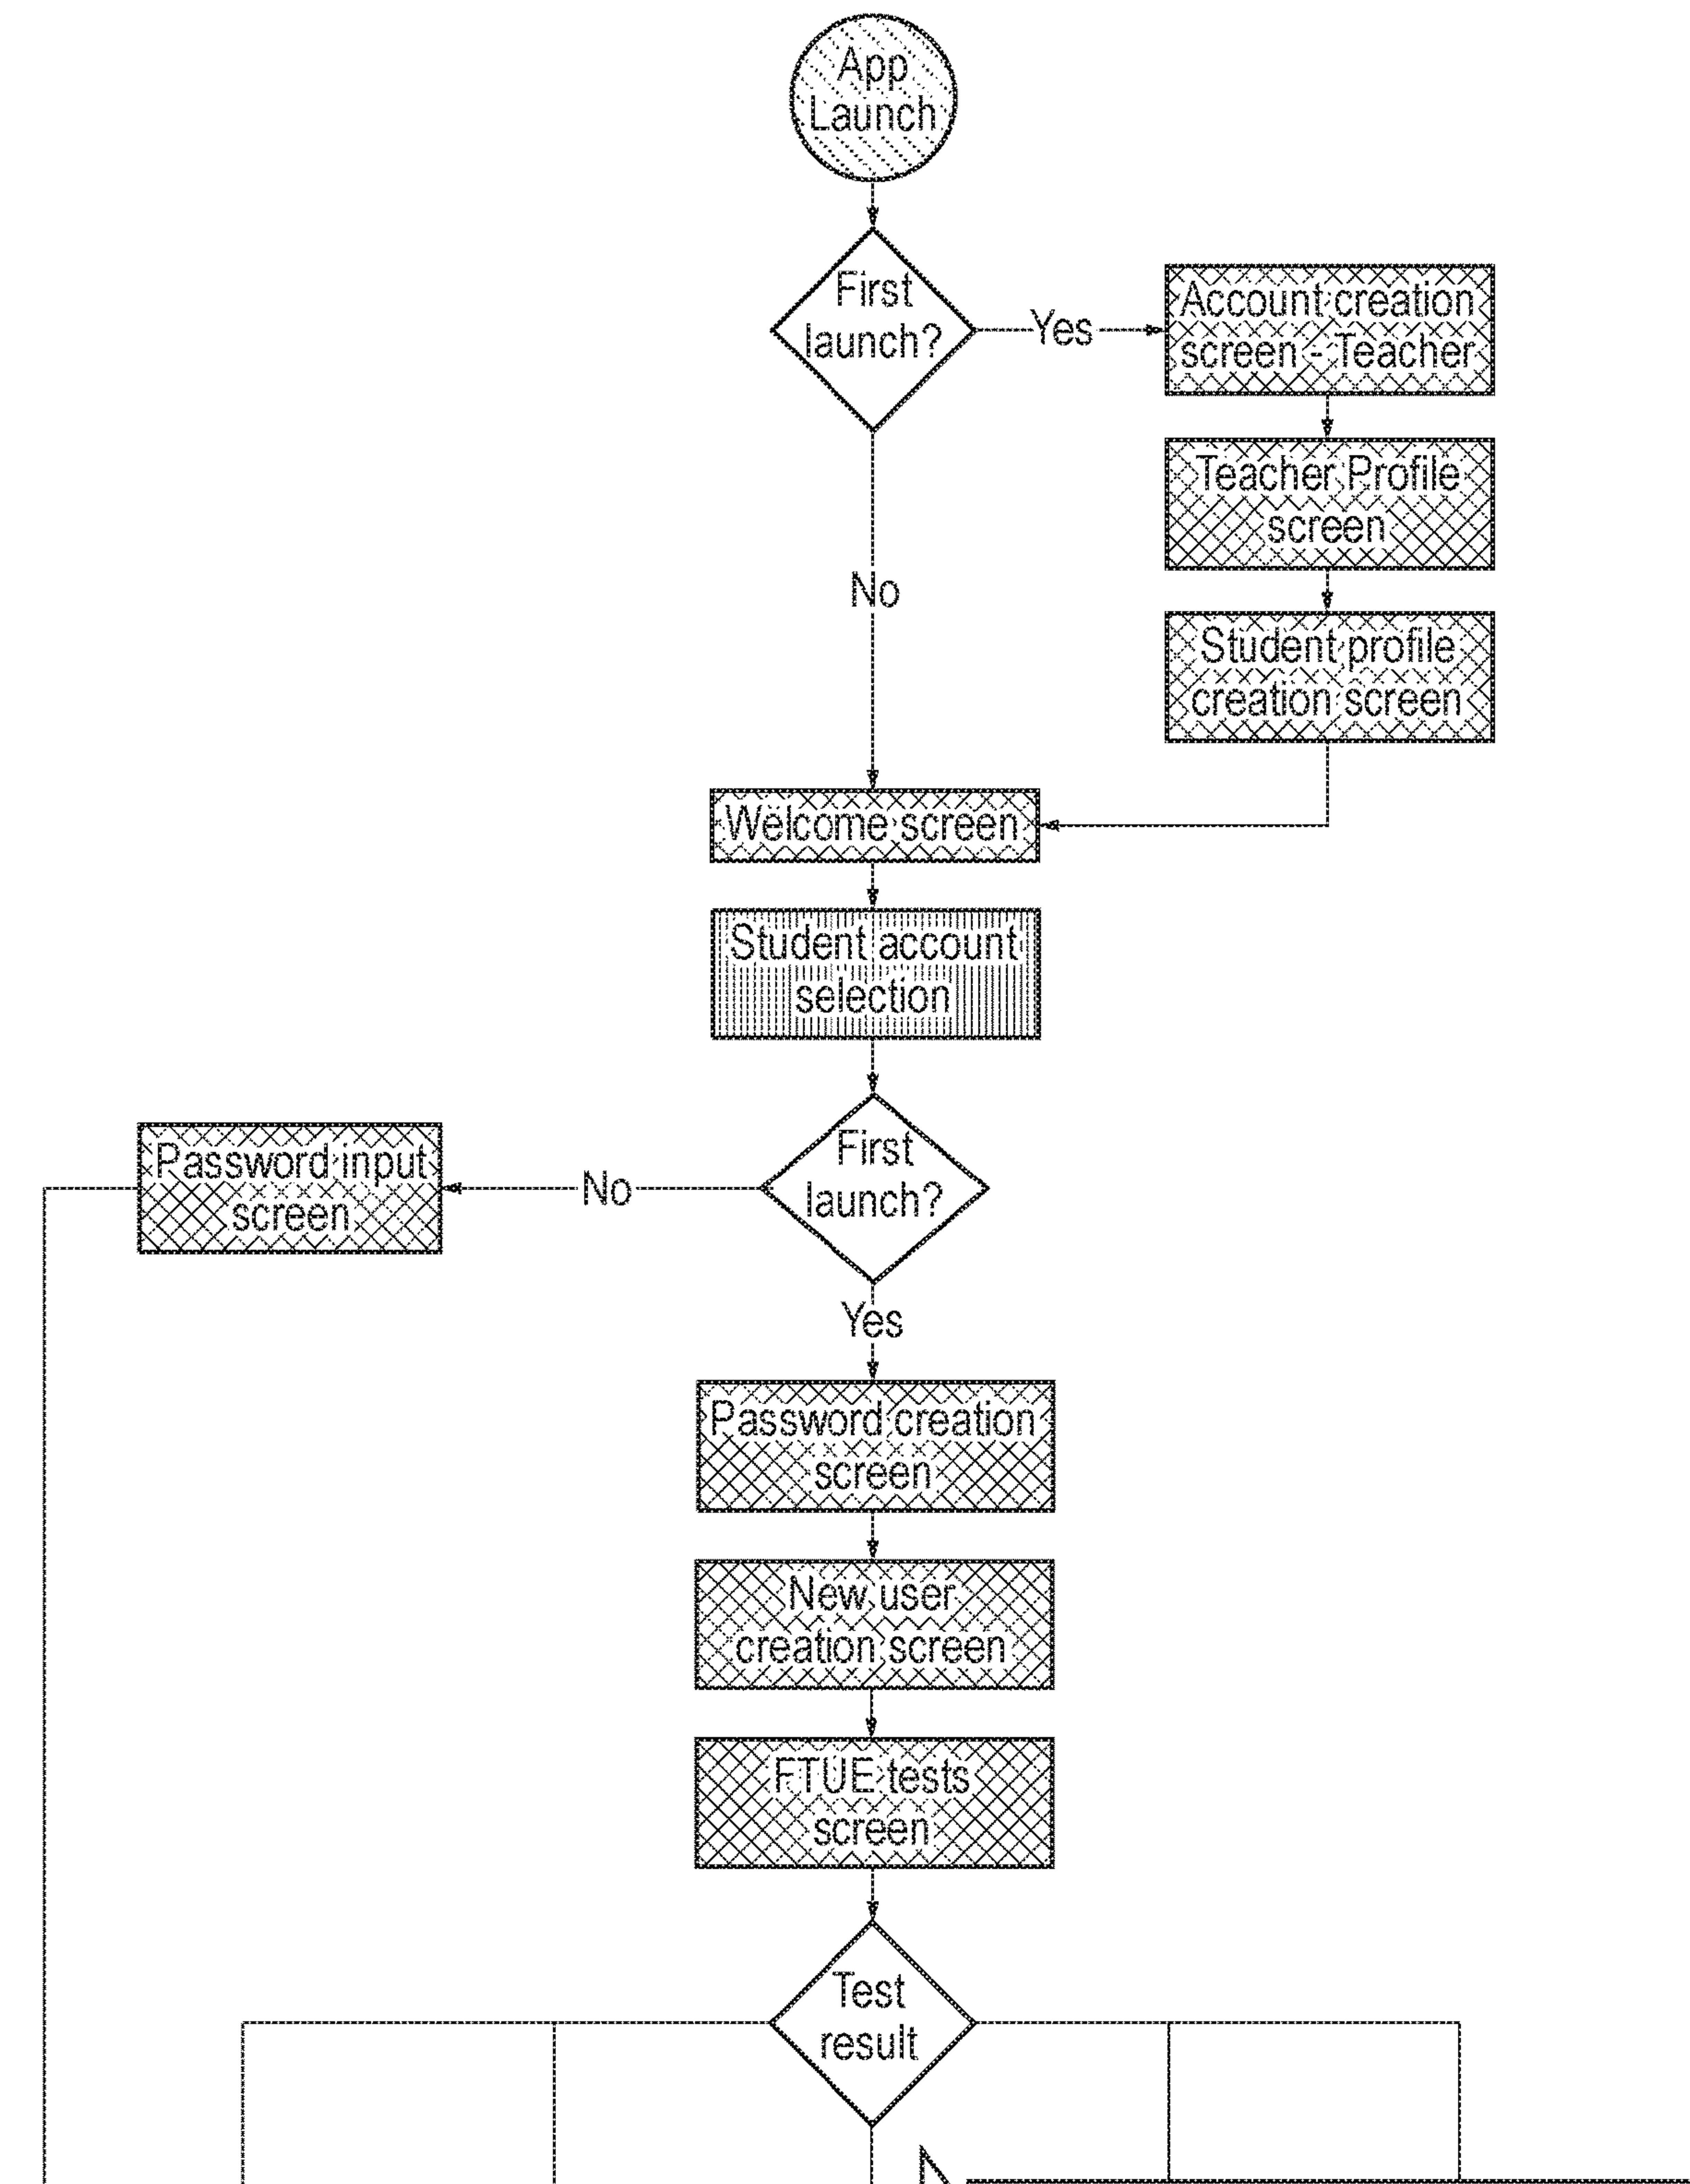 App
Launch
First
launch?
Yes
Account creation
screen - Teacher
Teacher Profile
screen
No
Student profile
creation screen
Welcome screen
Student account
selection
First
launch?
No
Password input
screen
Yes
Password creation
screen
New user
creation screen
FTUE tests
screen
Test
result